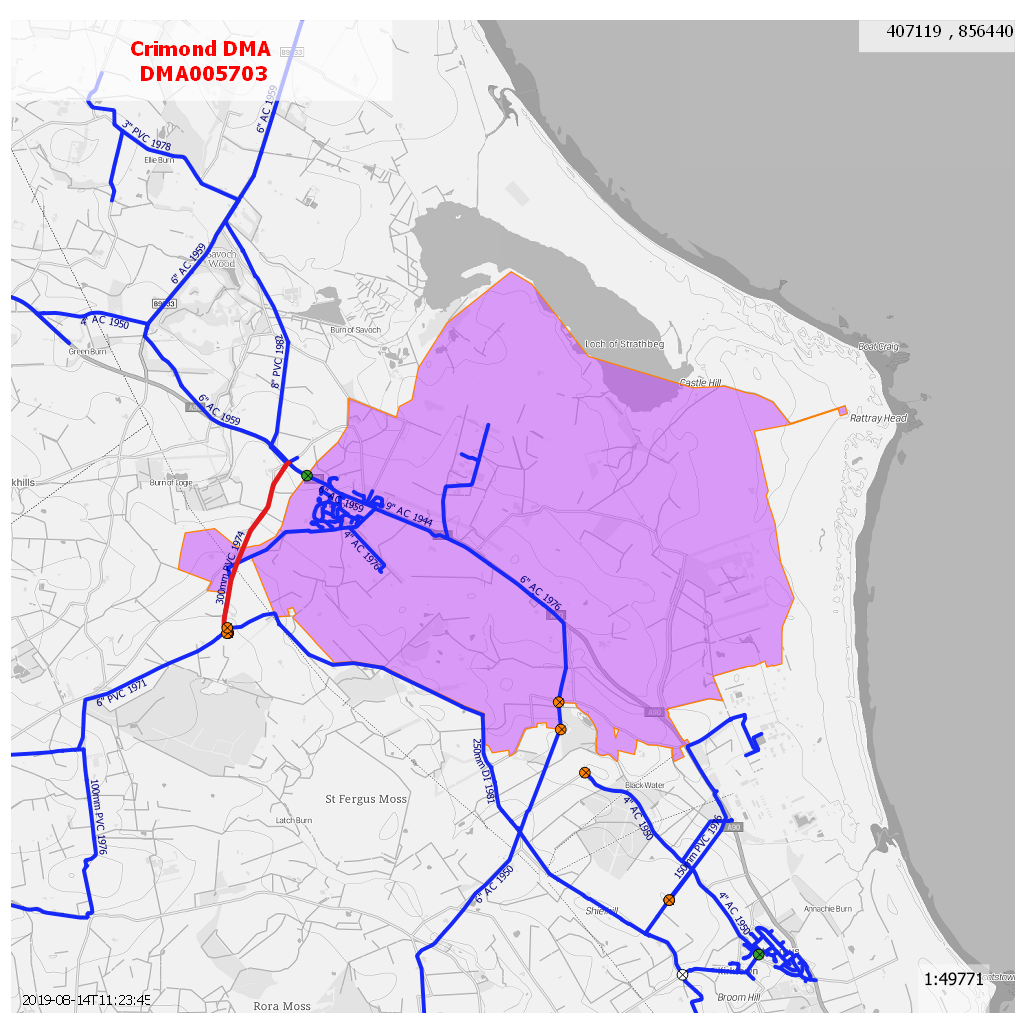 Crimond DMA
DMA005703
407119 , 856440
6" AC 1959
3" PVC 1978
Ellie Burn
Savoch
Wood
6" AC 1959
B9033
4" AC 1950
Green Burn
8" PVC 1987
Burn of Savoch
Loch of Strathbeg
Boat Craig
Castle Hill
Rattray Head
6" AC 1959
khills
Burn of Logie
1959
9" AC 1944
4" AC 1976
300mm PVC 1974
6" AC 1976
6" PVC 1971
A90
250mm DI 1981
100mm PVC 1976
St Fergus Moss
Latch Burn
Black Water
4" AC 1950
A90
150mm PVC 1976
6" AC 1950
Shiel Hill
4" AC 1950
Annachie Burn
Broom Hill
1:49771
2019-08-14T11:23:45
Rora Moss